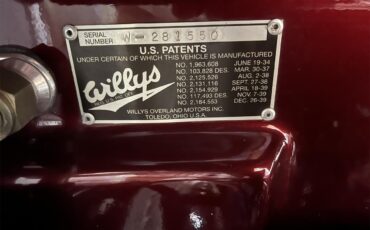 SERIAL NUMBER W-281550
U.S. PATENTS
UNDER CERTAIN OF WHICH THIS VEHICLE IS MANUFACTURED
Willys
NO. 1,963,608 JUNE 19-34
NO. 103,828 DES. MAR. 30-37
NO. 2,125,526 AUG. 2-38
NO. 2,131,116 SEPT. 27-38
NO. 2,154,929 APRIL 18-39
NO. 117,493 DES. NOV. 7-39
NO. 2,184,553 DEC. 26-39
WILLYS OVERLAND MOTORS INC.
TOLEDO, OHIO U.S.A.